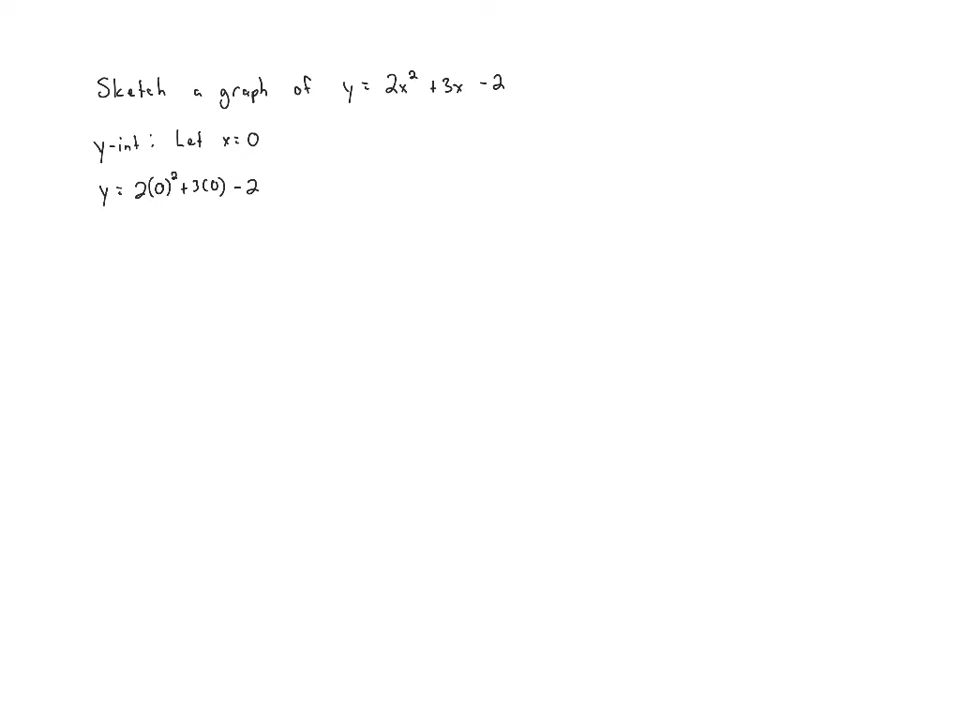 Sketch a graph of y = 2x² + 3x - 2
y-int : Let x = 0
y = 2(0)² + 3(0) - 2